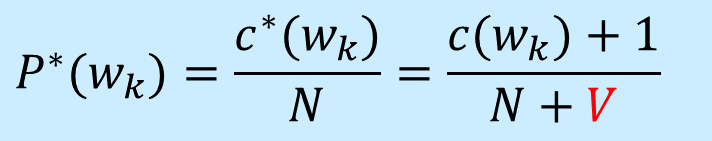 P*(w_k) = c*(w_k) / N = (c(w_k) + 1) / (N + V)